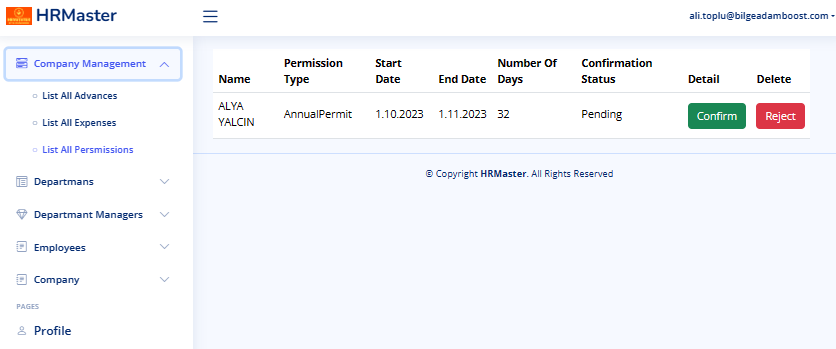 HRMaster
ali.toplu@bilgeadamboost.com
Company Management
List All Advances
List All Expenses
List All Persmissions
Departmans
Departmant Managers
Employees
Company
PAGES
Profile
Name Permission Type Start Date End Date Number Of Days Confirmation Status Detail Delete
ALYA YALCIN AnnualPermit 1.10.2023 1.11.2023 32 Pending Confirm Reject
© Copyright HRMaster. All Rights Reserved